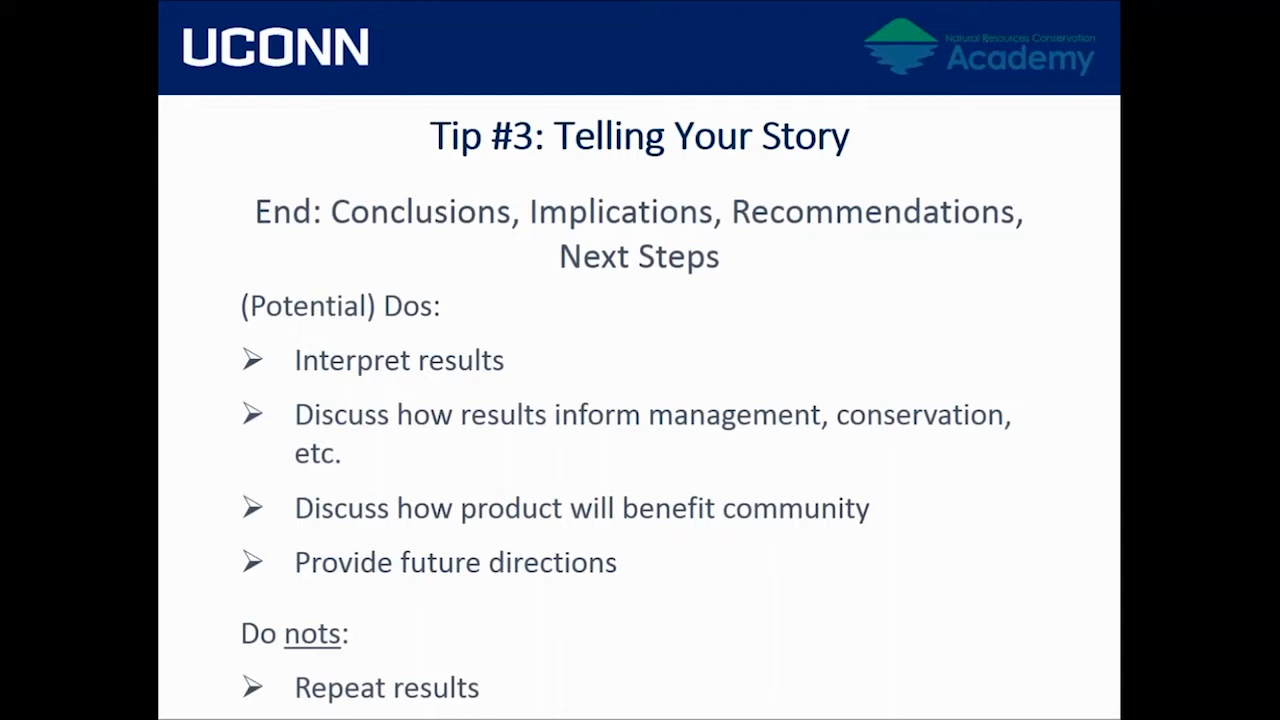 UCONN
Natural Resources Conservation
Academy
Tip #3: Telling Your Story
End: Conclusions, Implications, Recommendations,
Next Steps
(Potential) Dos:
➢ Interpret results
➢ Discuss how results inform management, conservation,
etc.
➢ Discuss how product will benefit community
➢ Provide future directions
Do nots:
➢ Repeat results